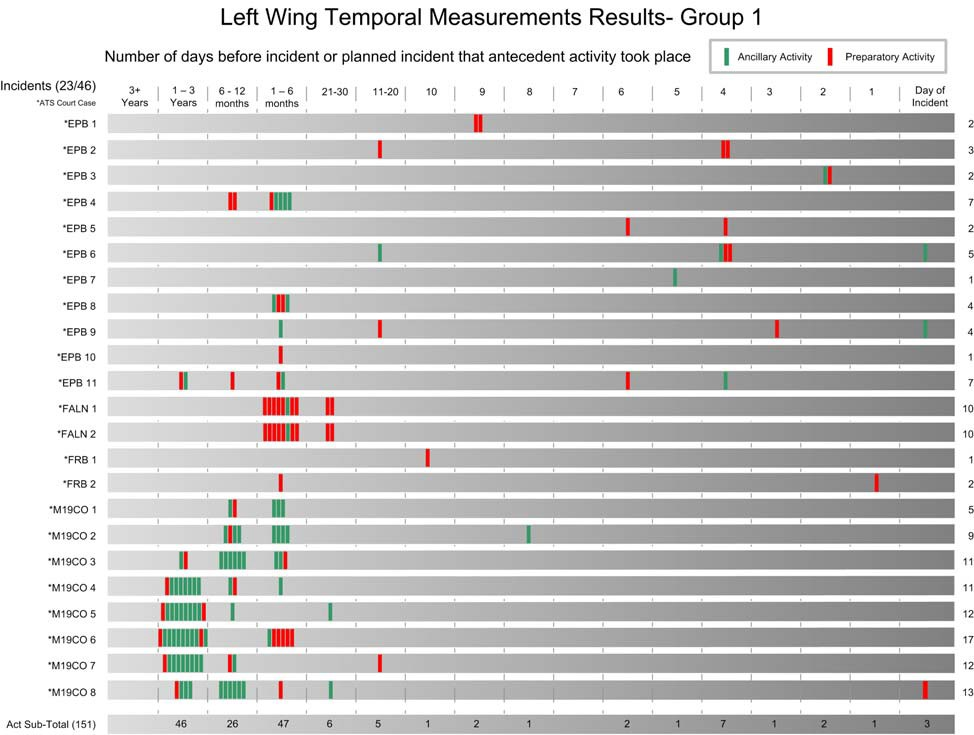 Left Wing Temporal Measurements Results- Group 1
Number of days before incident or planned incident that antecedent activity took place
Ancillary Activity Preparatory Activity
Incidents (23/46)
*ATS Court Case
3+ Years 1 – 3 Years 6 - 12 months 1 – 6 months 21-30 11-20 10 9 8 7 6 5 4 3 2 1 Day of Incident
*EPB 1 2
*EPB 2 3
*EPB 3 2
*EPB 4 7
*EPB 5 2
*EPB 6 5
*EPB 7 1
*EPB 8 4
*EPB 9 4
*EPB 10 1
*EPB 11 7
*FALN 1 10
*FALN 2 10
*FRB 1 1
*FRB 2 2
*M19CO 1 5
*M19CO 2 9
*M19CO 3 11
*M19CO 4 11
*M19CO 5 12
*M19CO 6 17
*M19CO 7 12
*M19CO 8 13
Act Sub-Total (151) 46 26 47 6 5 1 2 1 2 1 7 1 2 1 3